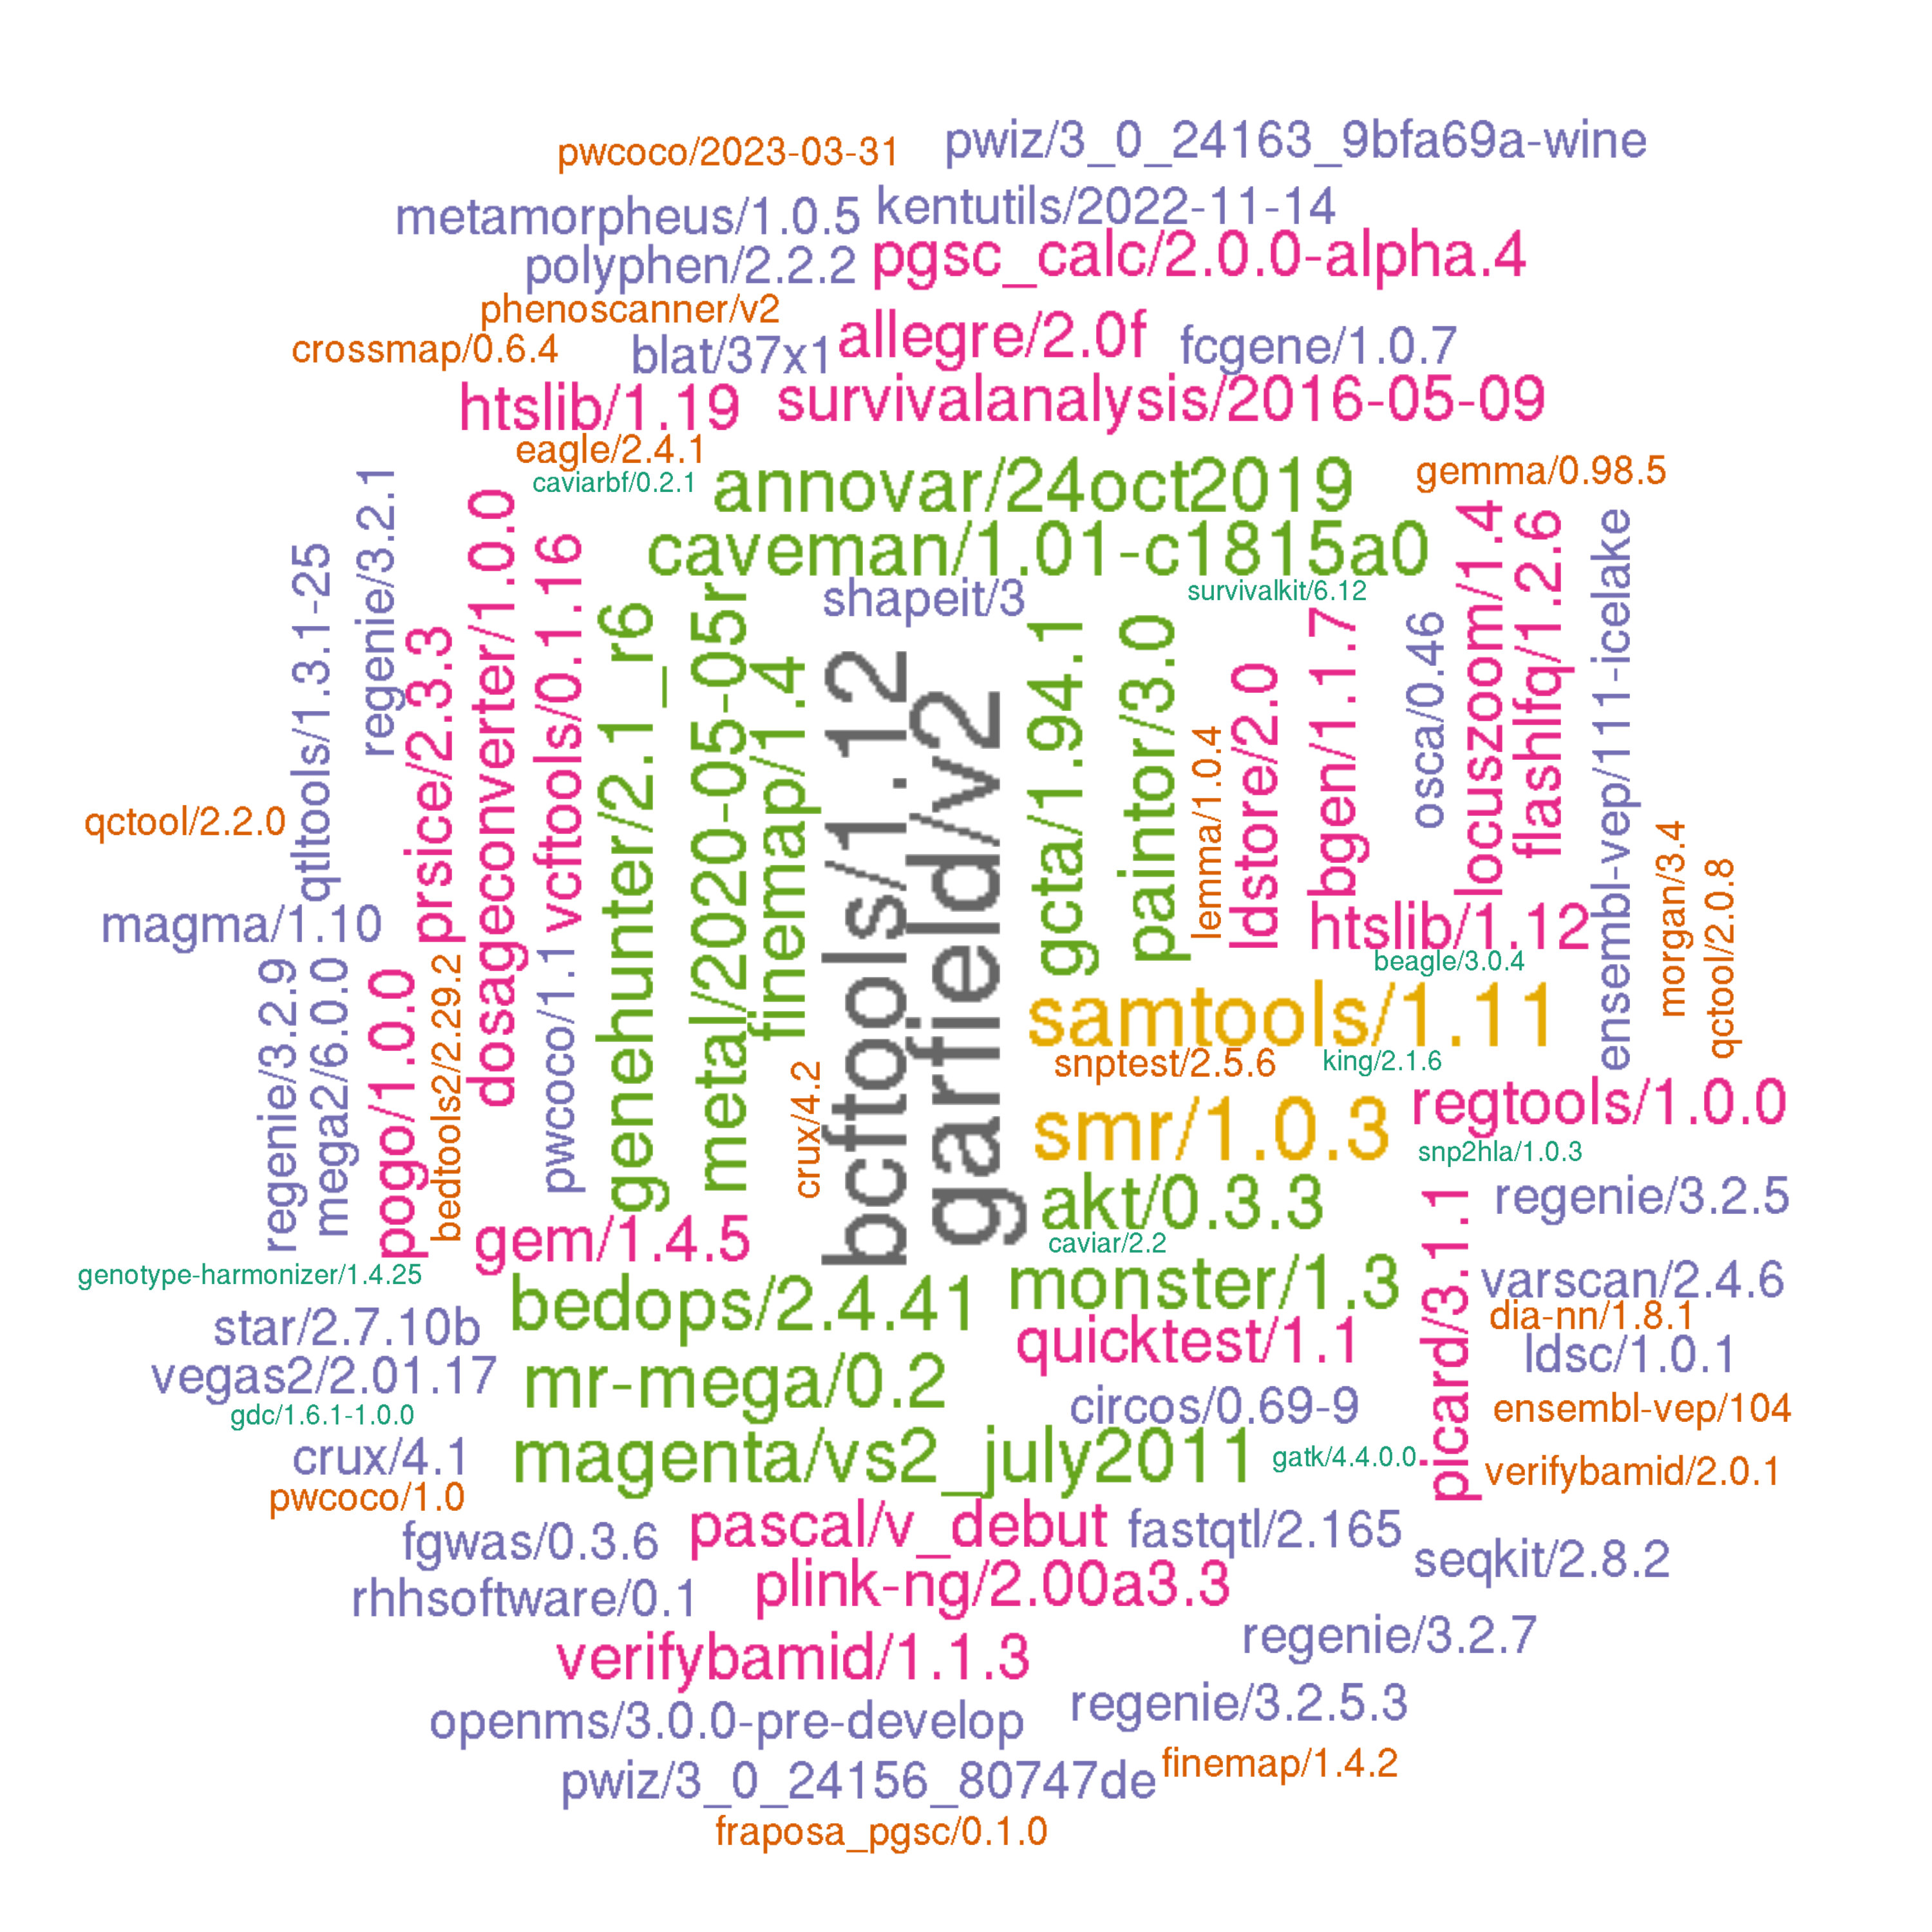 pwcoco/2023-03-31
pwiz/3_0_24163_9bfa69a-wine
metamorpheus/1.0.5
kentutils/2022-11-14
polyphen/2.2.2
pgsc_calc/2.0.0-alpha.4
phenoscanner/v2
crossmap/0.6.4
blat/37x1
allegre/2.0f
fcgene/1.0.7
htslib/1.19
survivalanalysis/2016-05-09
eagle/2.4.1
caviarbf/0.2.1
annovar/24oct2019
gemma/0.98.5
caveman/1.01-c1815a0
shapeit/3
survivalkit/6.12
qtltools/1.3.1-25
regenie/3.2.1
prsice/2.3.3
dosageconverter/1.0.0
vcftools/0.1.16
genehunter/2.1_r6
metal/2020-05-05r
finemap/1.4
bcftools/1.12
garfield/v2
gcta/1.94.1
paintor/3.0
lemma/1.0.4
ldstore/2.0
bgen/1.1.7
osca/0.46
locuszoom/1.4
flashlfq/1.2.6
ensembl-vep/111-icelake
morgan/3.4
qctool/2.0.8
qctool/2.2.0
magma/1.10
htslib/1.12
beagle/3.0.4
regenie/3.2.9
mega2/6.0.0
pogo/1.0.0
bedtools2/2.29.2
pwcoco/1.1
crux/4.2
samtools/1.11
snptest/2.5.6
king/2.1.6
smr/1.0.3
regtools/1.0.0
snp2hla/1.0.3
akt/0.3.3
picard/3.1.1
regenie/3.2.5
gem/1.4.5
caviar/2.2
genotype-harmonizer/1.4.25
bedops/2.4.41
monster/1.3
varscan/2.4.6
star/2.7.10b
dia-nn/1.8.1
quicktest/1.1
ldsc/1.0.1
vegas2/2.01.17
mr-mega/0.2
circos/0.69-9
ensembl-vep/104
gdc/1.6.1-1.0.0
crux/4.1
magenta/vs2_july2011
gatk/4.4.0.0
verifybamid/2.0.1
pwcoco/1.0
fgwas/0.3.6
pascal/v_debut
fastqtl/2.165
seqkit/2.8.2
rhhsoftware/0.1
plink-ng/2.00a3.3
regenie/3.2.7
verifybamid/1.1.3
openms/3.0.0-pre-develop
regenie/3.2.5.3
pwiz/3_0_24156_80747de
finemap/1.4.2
fraposa_pgsc/0.1.0